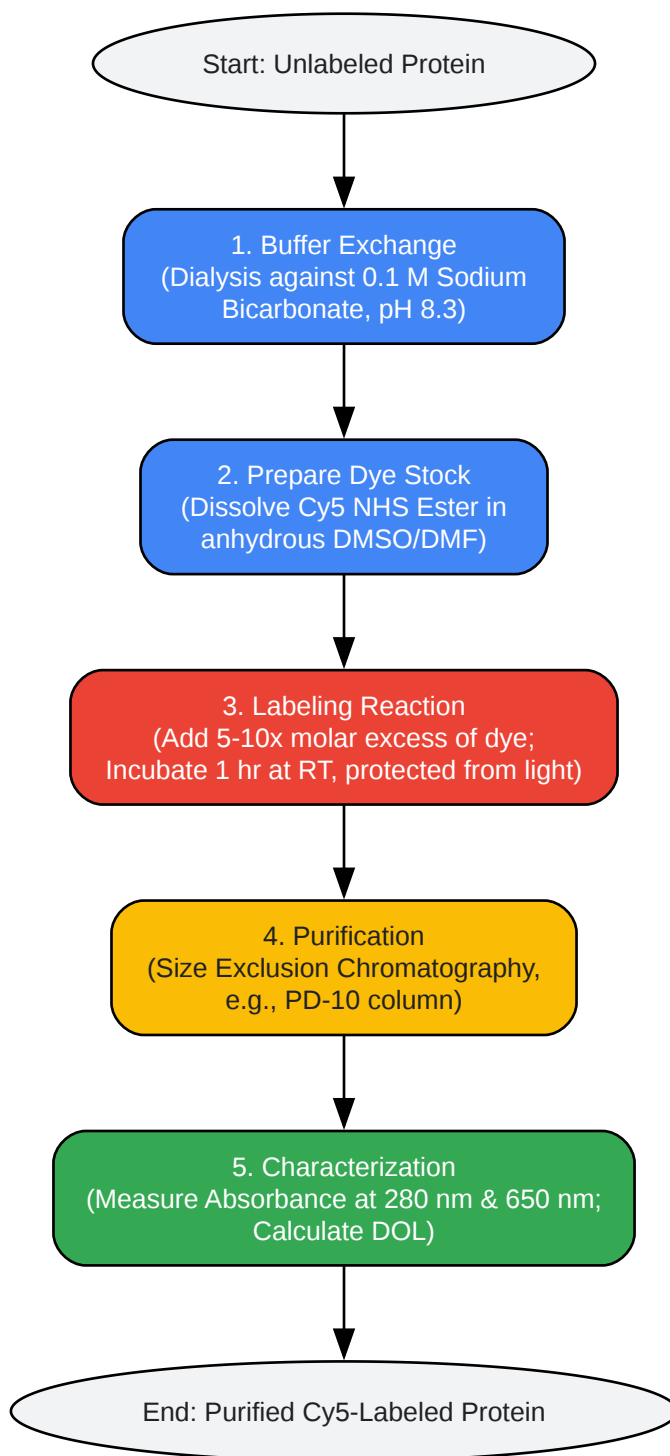 Start: Unlabeled Protein
1. Buffer Exchange
(Dialysis against 0.1 M Sodium
Bicarbonate, pH 8.3)
2. Prepare Dye Stock
(Dissolve Cy5 NHS Ester in
anhydrous DMSO/DMF)
3. Labeling Reaction
(Add 5-10x molar excess of dye;
Incubate 1 hr at RT, protected from light)
4. Purification
(Size Exclusion Chromatography,
e.g., PD-10 column)
5. Characterization
(Measure Absorbance at 280 nm & 650 nm;
Calculate DOL)
End: Purified Cy5-Labeled Protein